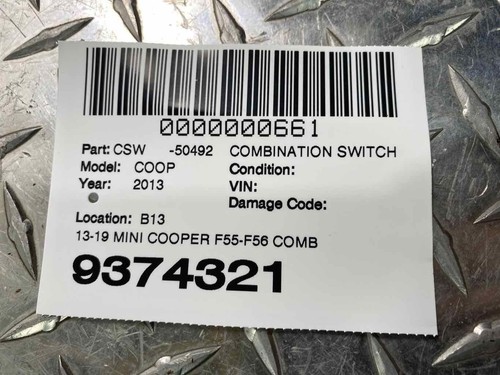 0000000661
Part: CSW -50492 COMBINATION SWITCH
Model: COOP Condition:
Year: 2013 VIN:
Damage Code:
Location: B13
13-19 MINI COOPER F55-F56 COMB
9374321